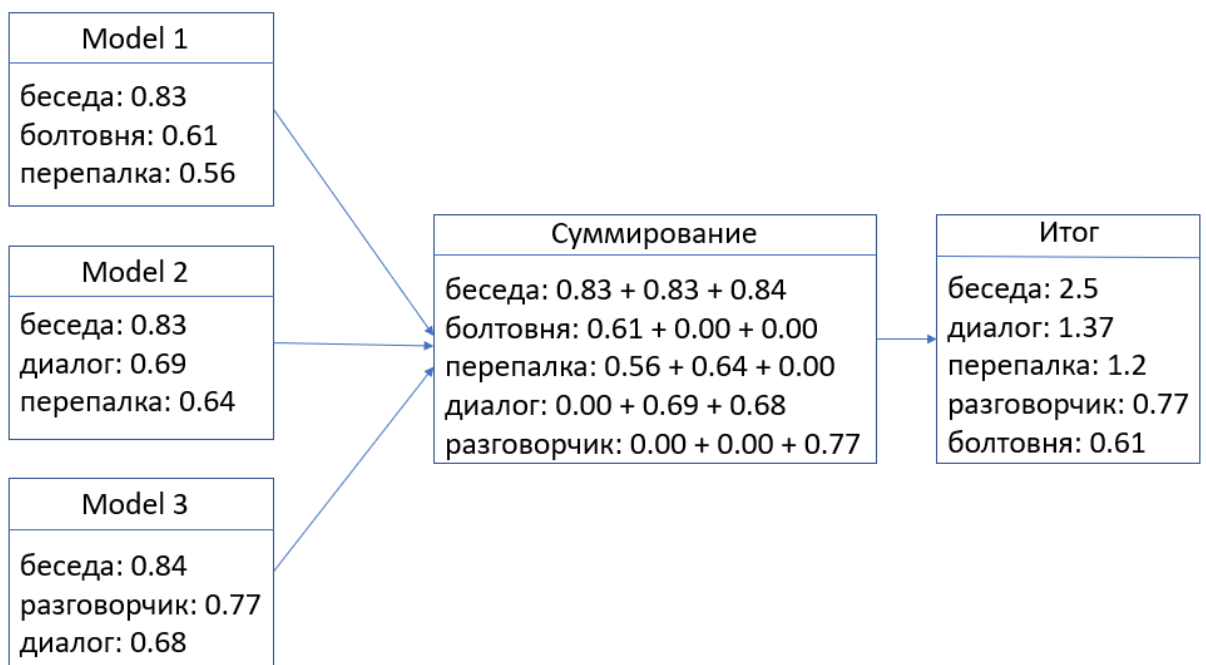 Model 1
беседа: 0.83
болтовня: 0.61
перепалка: 0.56
Model 2
беседа: 0.83
диалог: 0.69
перепалка: 0.64
Model 3
беседа: 0.84
разговорчик: 0.77
диалог: 0.68
Суммирование
беседа: 0.83 + 0.83 + 0.84
болтовня: 0.61 + 0.00 + 0.00
перепалка: 0.56 + 0.64 + 0.00
диалог: 0.00 + 0.69 + 0.68
разговорчик: 0.00 + 0.00 + 0.77
Итог
беседа: 2.5
диалог: 1.37
перепалка: 1.2
разговорчик: 0.77
болтовня: 0.61